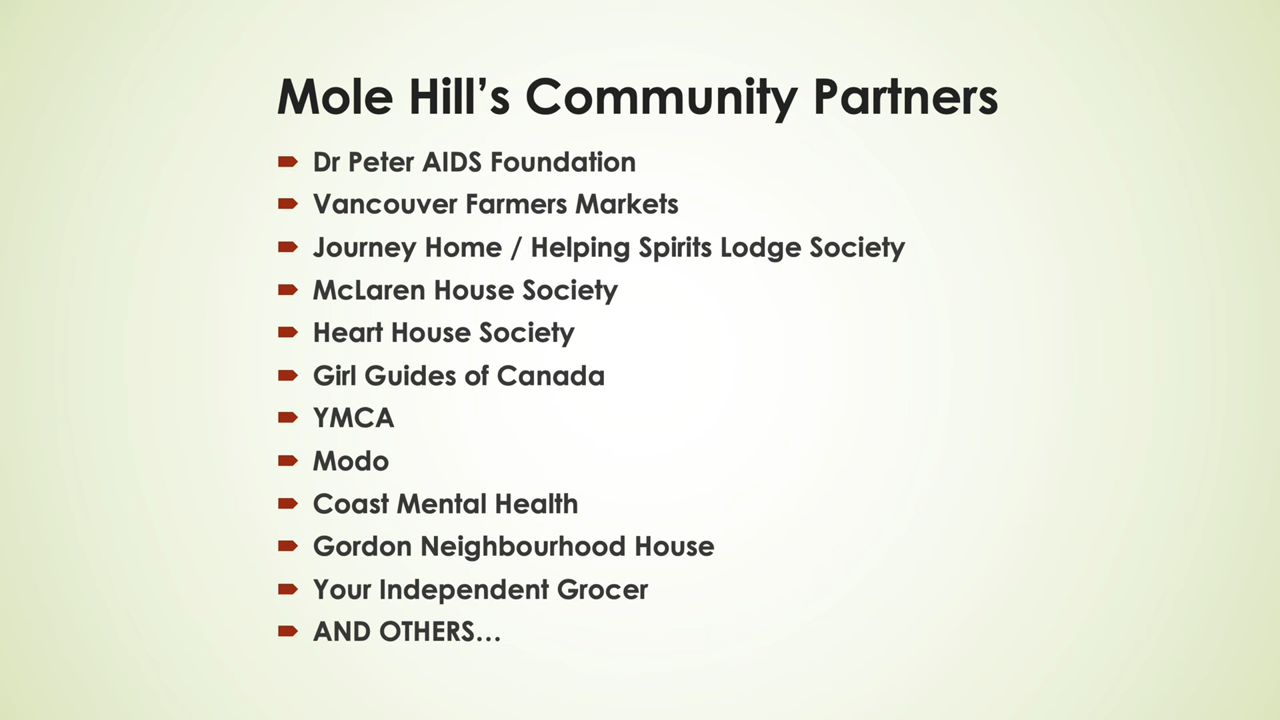 Mole Hill’s Community Partners
Dr Peter AIDS Foundation
Vancouver Farmers Markets
Journey Home / Helping Spirits Lodge Society
McLaren House Society
Heart House Society
Girl Guides of Canada
YMCA
Modo
Coast Mental Health
Gordon Neighbourhood House
Your Independent Grocer
AND OTHERS…